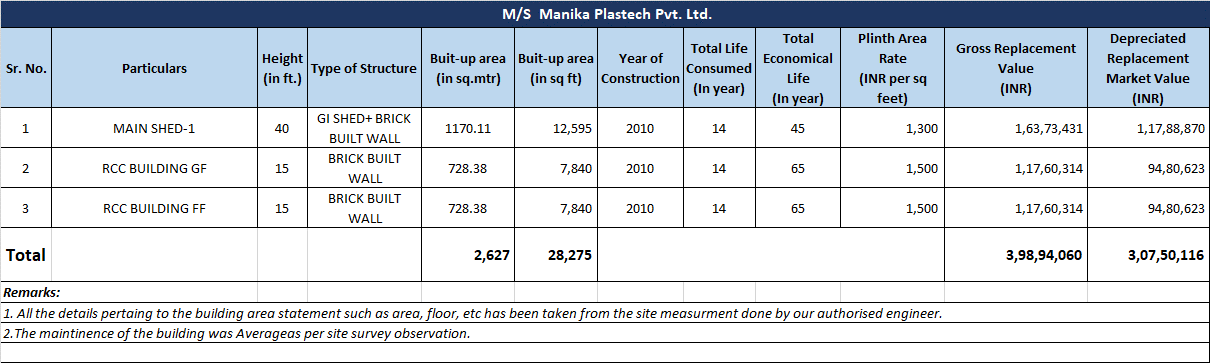 M/S Manika Plastech Pvt. Ltd.
Sr. No. Particulars Height (in ft.) Type of Structure Buit-up area (in sq.mtr) Buit-up area (in sq ft) Year of Construction Total Life Consumed (In year) Total Economical Life (In year) Plinth Area Rate (INR per sq feet) Gross Replacement Value (INR) Depreciated Replacement Market Value (INR)
1 MAIN SHED-1 40 GI SHED+ BRICK BUILT WALL 1170.11 12,595 2010 14 45 1,300 1,63,73,431 1,17,88,870
2 RCC BUILDING GF 15 BRICK BUILT WALL 728.38 7,840 2010 14 65 1,500 1,17,60,314 94,80,623
3 RCC BUILDING FF 15 BRICK BUILT WALL 728.38 7,840 2010 14 65 1,500 1,17,60,314 94,80,623
Total 2,627 28,275 3,98,94,060 3,07,50,116
Remarks:
1. All the details pertaing to the building area statement such as area, floor, etc has been taken from the site measurment done by our authorised engineer.
2.The maintinence of the building was Averageas per site survey observation.